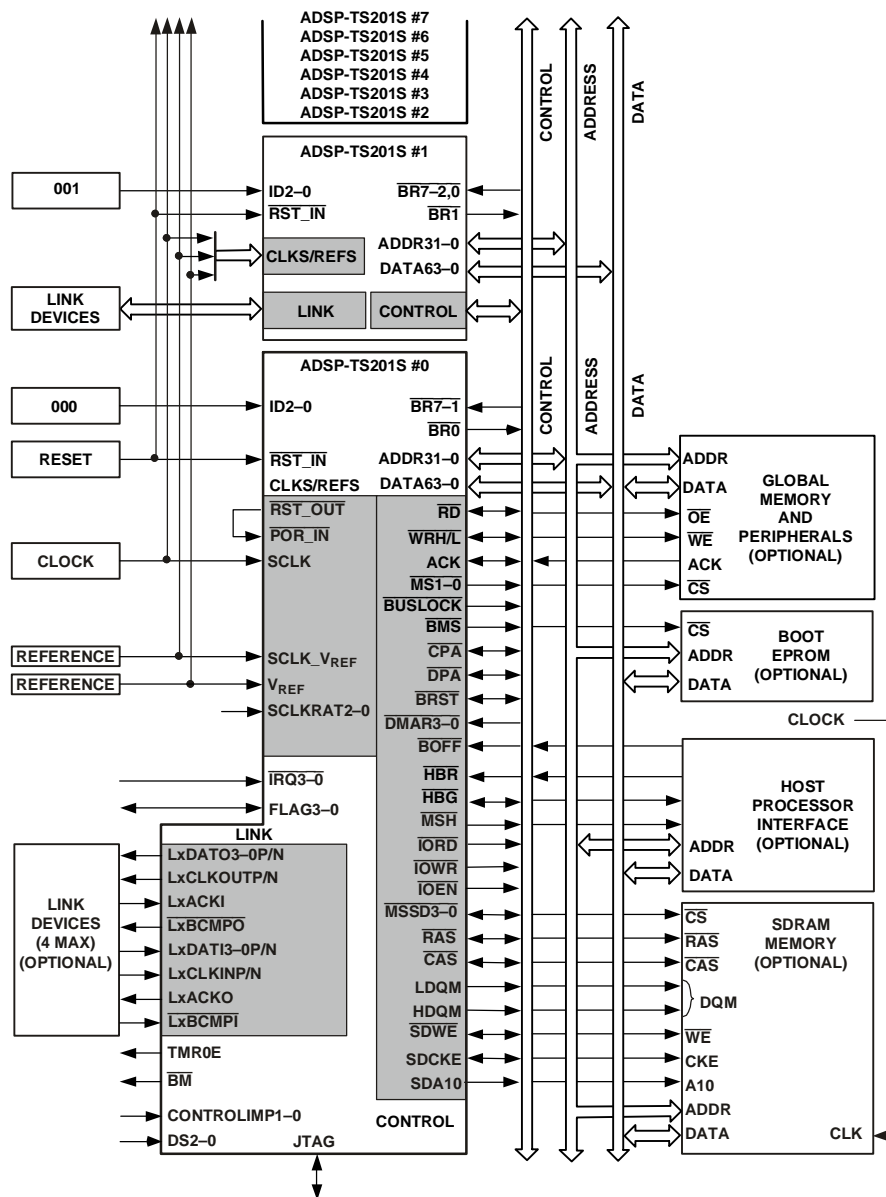 ADSP-TS201S #7
ADSP-TS201S #6
ADSP-TS201S #5
ADSP-TS201S #4
ADSP-TS201S #3
ADSP-TS201S #2
CONTROL
ADDRESS
DATA
ADSP-TS201S #1
001
ID2–0
BR7–2,0
RST_IN
BR1
ADDR31–0
CLKS/REFS
DATA63–0
LINK
DEVICES
LINK
CONTROL
ADSP-TS201S #0
CONTROL
ADDRESS
DATA
000
ID2–0
BR7–1
BR0
RESET
RST_IN
ADDR31–0
CLKS/REFS
DATA63–0
RST_OUT
POR_IN
CLOCK
SCLK
REFERENCE
SCLK_VREF
REFERENCE
VREF
SCLKRAT2–0
RD
WRH/L
ACK
MS1–0
BUSLOCK
BMS
CPA
DPA
BRST
DMAR3–0
BOFF
HBR
HBG
MSH
IORD
IOWR
IOEN
MSSD3–0
RAS
CAS
LDQM
HDQM
SDWE
SDCKE
SDA10
CONTROL
IRQ3–0
FLAG3–0
LINK
LINK
DEVICES
(4 MAX)
(OPTIONAL)
LxDATO3–0P/N
LxCLKOUTP/N
LxACKI
LxBCMPO
LxDATI3–0P/N
LxCLKINP/N
LxACKO
LxBCMPI
TMR0E
BM
CONTROLIMP1–0
DS2–0
JTAG
ADDR
DATA
OE
WE
ACK
CS
GLOBAL
MEMORY
AND
PERIPHERALS
(OPTIONAL)
CS
ADDR
DATA
BOOT
EPROM
(OPTIONAL)
CLOCK
HOST
PROCESSOR
INTERFACE
(OPTIONAL)
ADDR
DATA
SDRAM
MEMORY
(OPTIONAL)
CS
RAS
CAS
DQM
WE
CKE
A10
ADDR
DATA
CLK